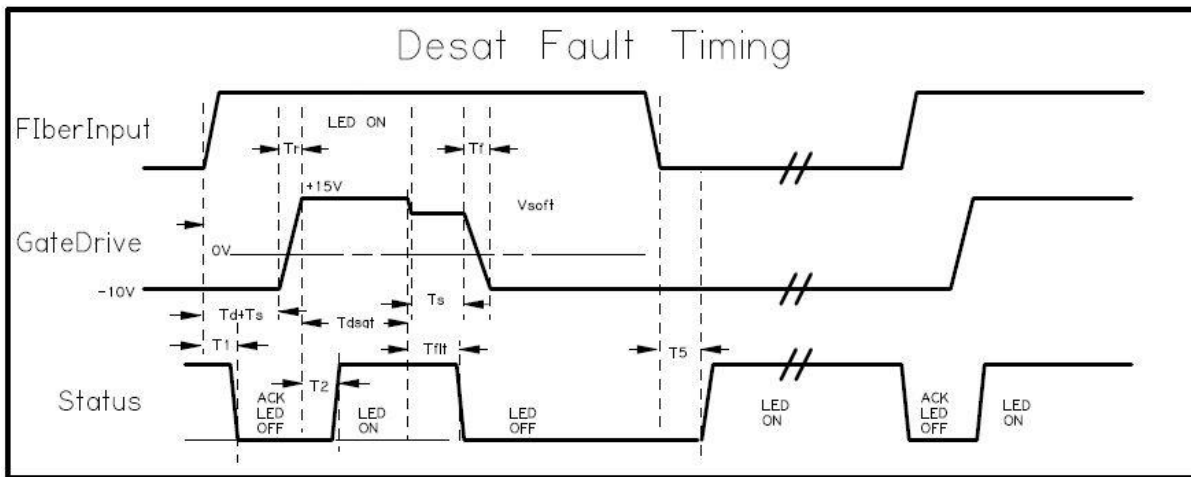 Desat Fault Timing
FIberInput
LED ON
Tr
Tf
+15V
Vsoft
GateDrive
0V
-10V
Td+Ts
Ts
Tdsat
T1
Tflt
T5
T2
Status
ACK
LED
OFF
LED
ON
LED
OFF
LED
ON
ACK
LED
OFF
LED
ON